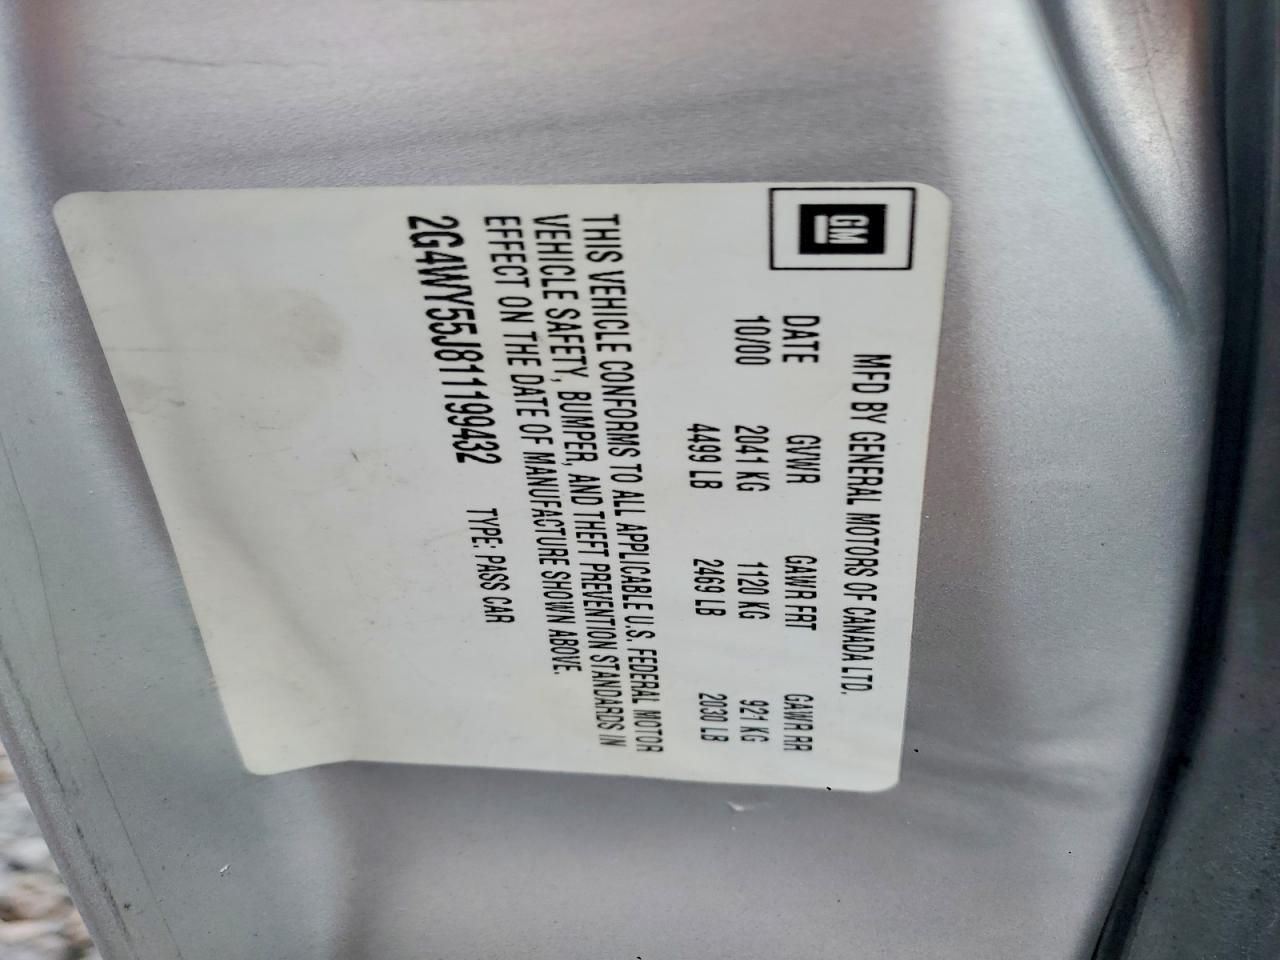 GM
MFD BY GENERAL MOTORS OF CANADA LTD.
DATE GVWR GAWR FRT GAWR RR
10/00 2041 KG 1120 KG 921 KG
4499 LB 2469 LB 2030 LB
THIS VEHICLE CONFORMS TO ALL APPLICABLE U.S. FEDERAL MOTOR
VEHICLE SAFETY, BUMPER, AND THEFT PREVENTION STANDARDS IN
EFFECT ON THE DATE OF MANUFACTURE SHOWN ABOVE.
2G4WY55J811199432 TYPE: PASS CAR